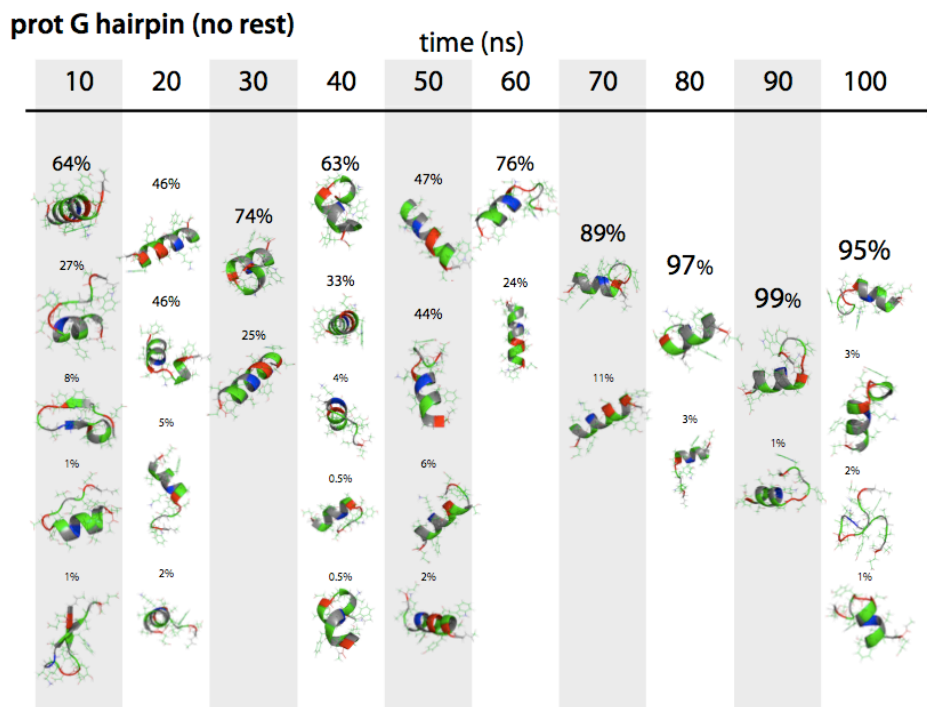 prot G hairpin (no rest)
time (ns)
10 20 30 40 50 60 70 80 90 100
64% 63% 76%
46% 47%
74%
89%
95%
97%
27% 33% 24%
46% 44%
99%
25% 3%
8% 4% 11%
5% 3%
1% 6% 1%
0.5% 2%
1% 2% 0.5% 2% 1%